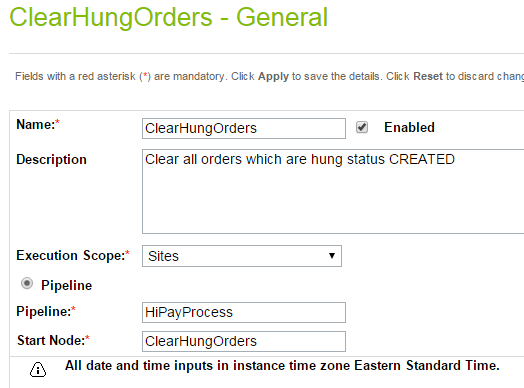 ClearHungOrders - General
Fields with a red asterisk (*) are mandatory. Click Apply to save the details. Click Reset to discard
Name:* ClearHungOrders Enabled
Description Clear all orders which are hung status CREATED
Execution Scope:* Sites
Pipeline
Pipeline:* HiPayProcess
Start Node:* ClearHungOrders
All date and time inputs in instance time zone Eastern Standard Time.